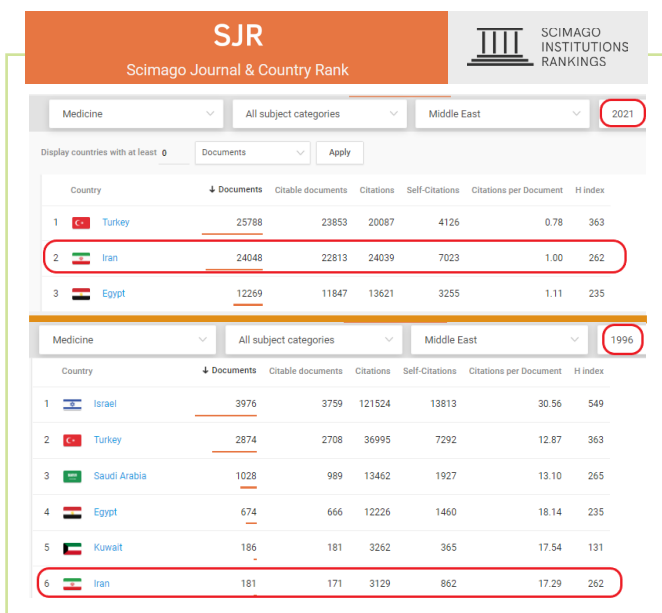 SJR
Scimago Journal & Country Rank
SCIMAGO
INSTITUTIONS
RANKINGS
Medicine All subject categories Middle East 2021
Display countries with at least 0 Documents Apply
Country ↓ Documents Citable documents Citations Self-Citations Citations per Document H index
1 Turkey 25788 23853 20087 4126 0.78 363
2 Iran 24048 22813 24039 7023 1.00 262
3 Egypt 12269 11847 13621 3255 1.11 235
Medicine All subject categories Middle East 1996
Country ↓ Documents Citable documents Citations Self-Citations Citations per Document H index
1 Israel 3976 3759 121524 13813 30.56 549
2 Turkey 2874 2708 36995 7292 12.87 363
3 Saudi Arabia 1028 989 13462 1927 13.10 265
4 Egypt 674 666 12226 1460 18.14 235
5 Kuwait 186 181 3262 365 17.54 131
6 Iran 181 171 3129 862 17.29 262